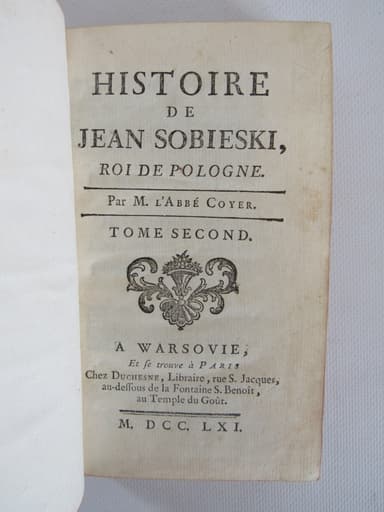 HISTOIRE
DE
JEAN SOBIESKI,
ROI DE POLOGNE.
Par M. L'ABBÉ COYER.
TOME SECOND.
A WARSOVIE,
Et se trouve à PARIS
Chez DUCHESNE, Libraire, rue S. Jacques,
au-dessous de la Fontaine S. Benoît,
au Temple du Goût.
M. DCC. LXI.